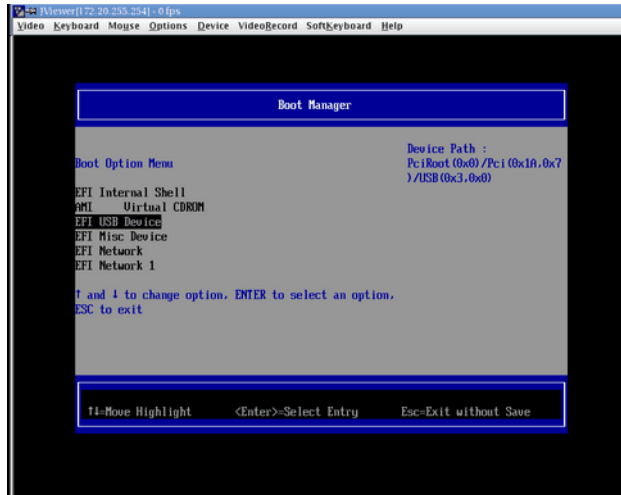 JViewer[172.20.255.254] - 0 fps
Video Keyboard Mouse Options Device VideoRecord SoftKeyboard Help
Boot Manager
Device Path :
PciRoot(0x0)/Pci(0x1A,0x7
)/USB(0x3,0x0)
Boot Option Menu
EFI Internal Shell
AMI Virtual CDROM
EFI USB Device
EFI Misc Device
EFI Network
EFI Network 1
↑ and ↓ to change option, ENTER to select an option,
ESC to exit
↑↓=Move Highlight <Enter>=Select Entry Esc=Exit without Save